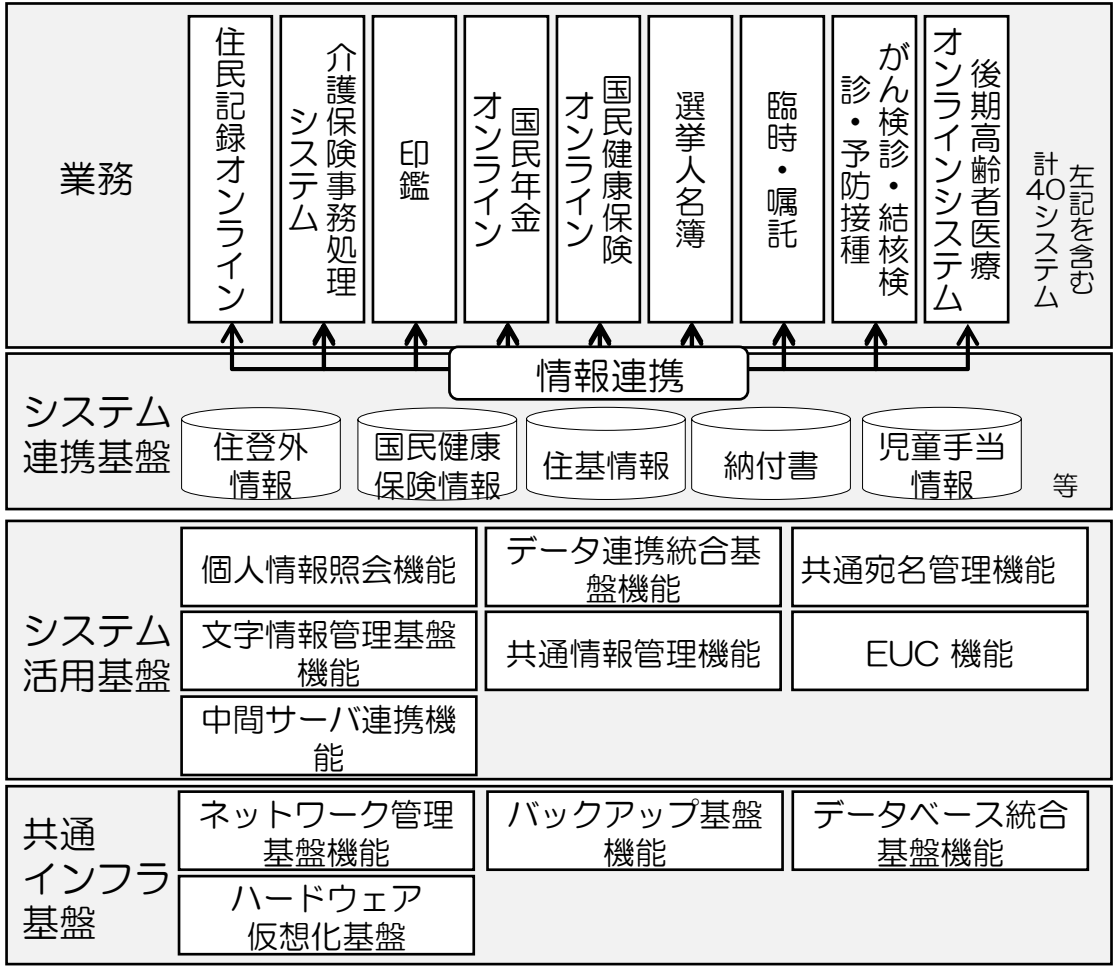 業務
住民記録オンライン
介護保険事務処理
システム
印鑑
国民年金
オンライン
国民健康保険
オンライン
選挙人名簿
臨時・嘱託
がん検診・結核検
診・予防接種
後期高齢者医療
オンラインシステム
左記を含む
計40システム
情報連携
システム
連携基盤
住登外
情報
国民健康
保険情報
住基情報
納付書
児童手当
情報
等
システム
活用基盤
個人情報照会機能
データ連携統合基
盤機能
共通宛名管理機能
文字情報管理基盤
機能
共通情報管理機能
EUC 機能
中間サーバ連携機
能
共通
インフラ
基盤
ネットワーク管理
基盤機能
バックアップ基盤
機能
データベース統合
基盤機能
ハードウェア
仮想化基盤